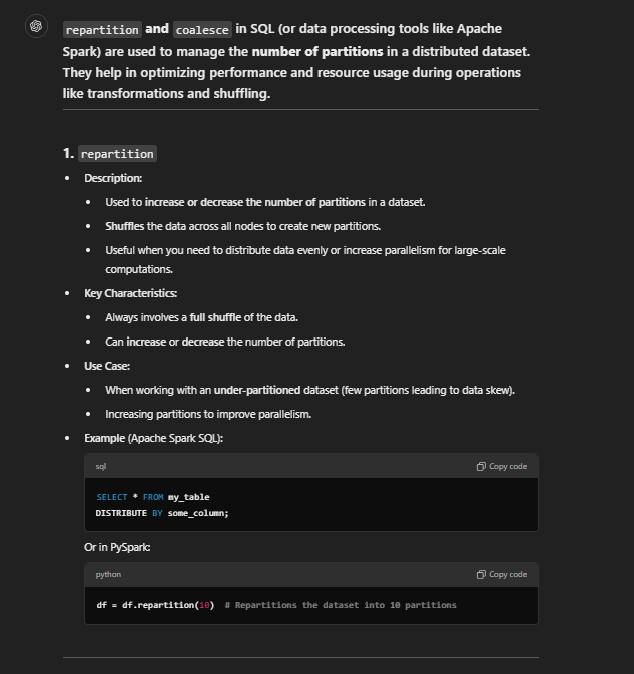 repartition and coalesce in SQL (or data processing tools like Apache
Spark) are used to manage the number of partitions in a distributed dataset.
They help in optimizing performance and resource usage during operations
like transformations and shuffling.
1. repartition
• Description:
• Used to increase or decrease the number of partitions in a dataset.
• Shuffles the data across all nodes to create new partitions.
• Useful when you need to distribute data evenly or increase parallelism for large-scale
computations.
• Key Characteristics:
• Always involves a full shuffle of the data.
• Can increase or decrease the number of partitions.
• Use Case:
• When working with an under-partitioned dataset (few partitions leading to data skew).
• Increasing partitions to improve parallelism.
• Example (Apache Spark SQL):
sql Copy code
SELECT * FROM my_table
DISTRIBUTE BY some_column;
Or in PySpark:
python Copy code
df = df.repartition(10) # Repartitions the dataset into 10 partitions